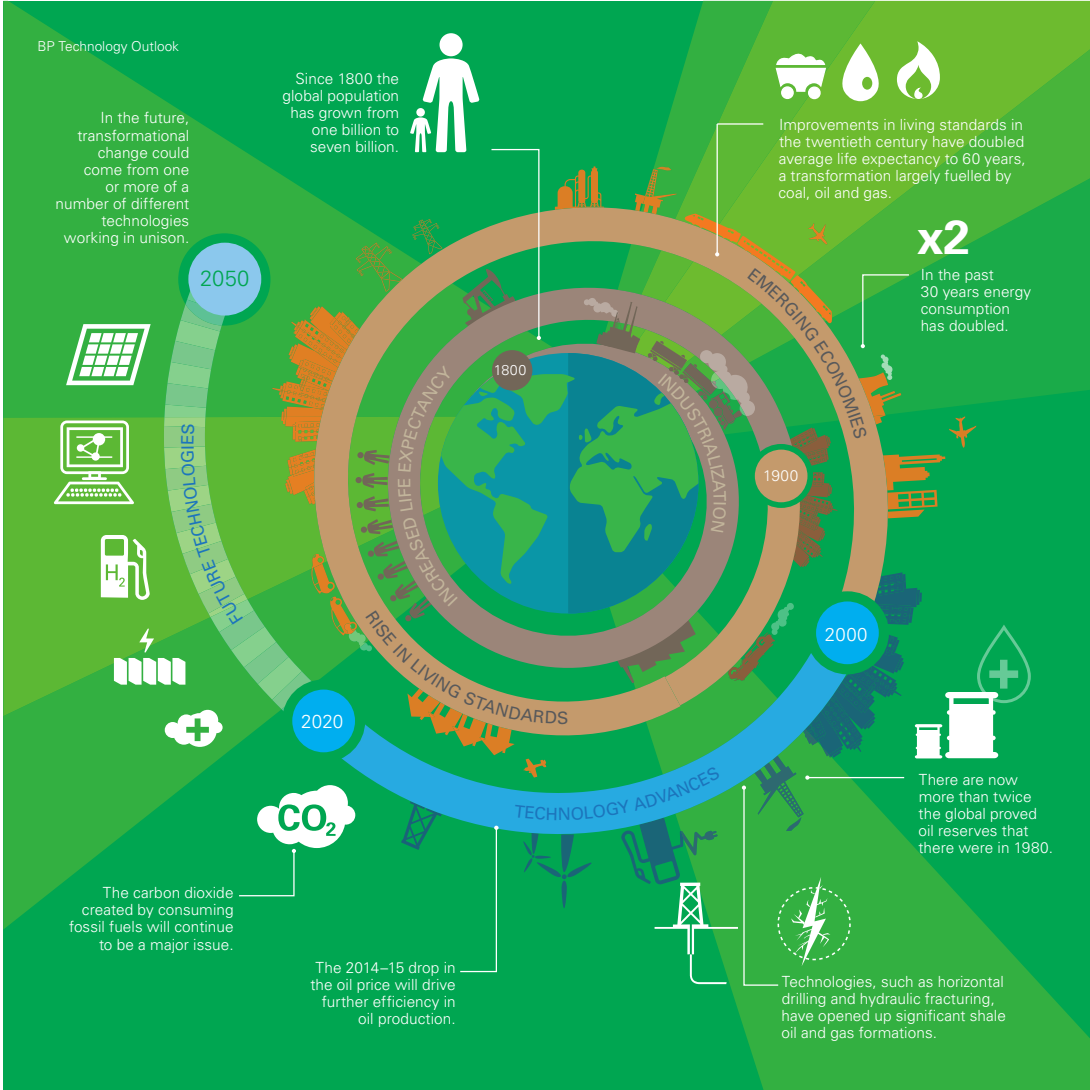 BP Technology Outlook
Since 1800 the
global population
has grown from
one billion to
seven billion.
Improvements in living standards in
the twentieth century have doubled
average life expectancy to 60 years,
a transformation largely fuelled by
coal, oil and gas.
In the future,
transformational
change could
come from one
or more of a
number of different
technologies
working in unison.
x2
In the past
30 years energy
consumption
has doubled.
2050
1800
1900
2000
2020
INDUSTRIALIZATION
INCREASED LIFE EXPECTANCY
EMERGING ECONOMIES
RISE IN LIVING STANDARDS
TECHNOLOGY ADVANCES
FUTURE TECHNOLOGIES
H2
CO2
There are now
more than twice
the global proved
oil reserves that
there were in 1980.
The carbon dioxide
created by consuming
fossil fuels will continue
to be a major issue.
The 2014–15 drop in
the oil price will drive
further efficiency in
oil production.
Technologies, such as horizontal
drilling and hydraulic fracturing,
have opened up significant shale
oil and gas formations.